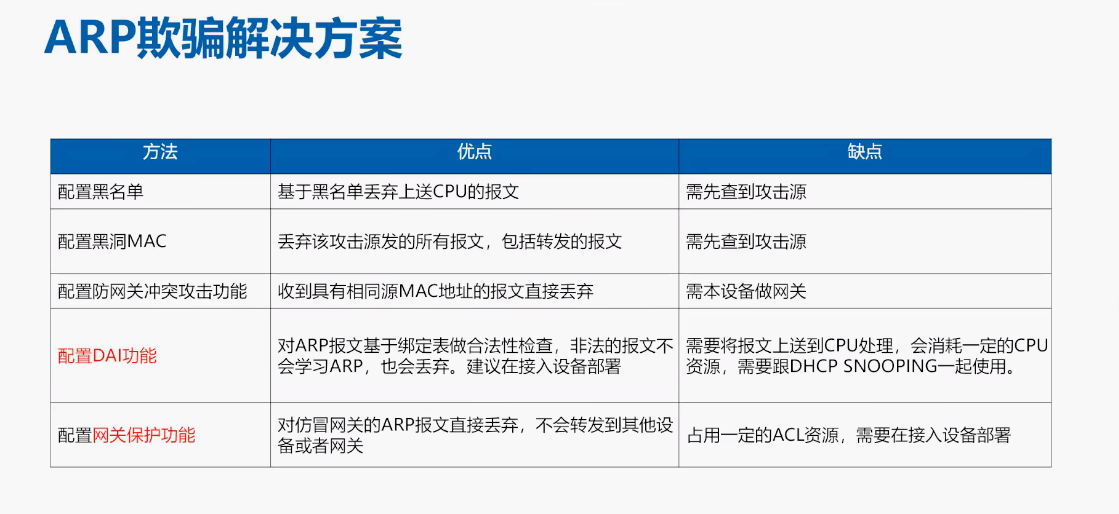 ARP欺骗解决方案
方法
优点
缺点
配置黑名单
基于黑名单丢弃上送CPU的报文
需先查到攻击源
配置黑洞MAC
丢弃该攻击源发的所有报文，包括转发的报文
需先查到攻击源
配置防网关冲突攻击功能
收到具有相同源MAC地址的报文直接丢弃
需本设备做网关
配置DAI功能
对ARP报文基于绑定表做合法性检查，非法的报文不
会学习ARP，也会丢弃。建议在接入设备部署
需要将报文上送到CPU处理，会消耗一定的CPU
资源，需要跟DHCP SNOOPING一起使用。
配置网关保护功能
对仿冒网关的ARP报文直接丢弃，不会转发到其他设
备或者网关
占用一定的ACL资源，需要在接入设备部署